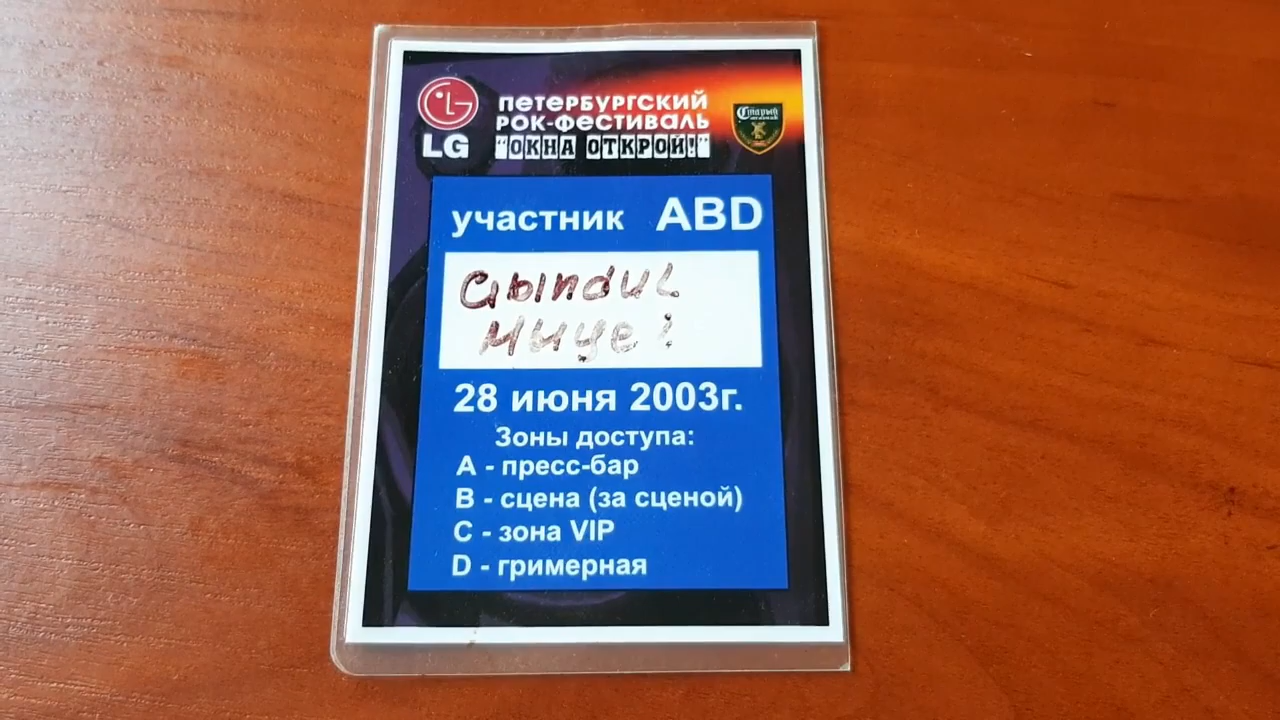 LG
ПЕТЕРБУРГСКИЙ
РОК-ФЕСТИВАЛЬ
"ОКНА ОТКРОЙ!"
Старый
участник ABD
28 июня 2003г.
Зоны доступа:
A - пресс-бар
B - сцена (за сценой)
C - зона VIP
D - гримерная